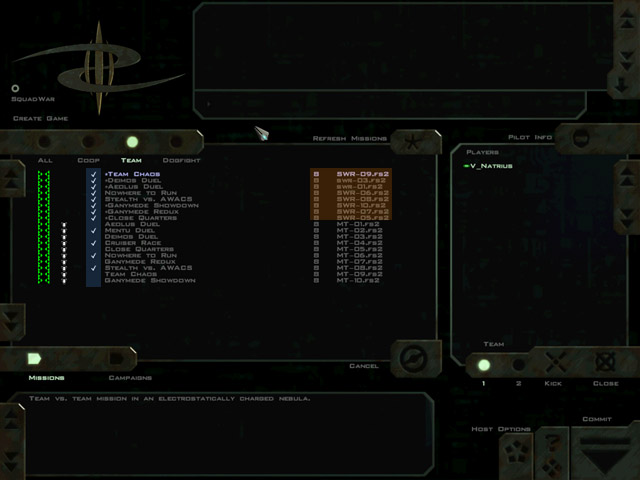 SquadWar
Create Game
Refresh Missions
Pilot Info
All Coop Team Dogfight
Players
V_Natrius
+Team Chaos 8 SWR-09.fs2
+Deimos Duel 8 swr-03.fs2
+Aeolus Duel 8 swr-01.fs2
Nowhere to Run 8 SWR-06.fs2
Stealth vs. AWACS 8 SWR-08.fs2
+Ganymede Showdown 8 SWR-10.fs2
+Ganymede Redux 8 SWR-07.fs2
+Close Quarters 8 SWR-05.fs2
Aeolus Duel 8 MT-01.fs2
Mentu Duel 8 MT-02.fs2
Deimos Duel 8 MT-03.fs2
Cruiser Race 8 MT-04.fs2
Close Quarters 8 MT-05.fs2
Nowhere to Run 8 MT-06.fs2
Ganymede Redux 8 MT-07.fs2
Stealth vs. AWACS 8 MT-08.fs2
Team Chaos 8 MT-09.fs2
Ganymede Showdown 8 MT-10.fs2
Team
1 2 Kick Close
Cancel
Missions Campaigns
Team vs. team mission in an electrostatically charged nebula.
Host Options
Commit